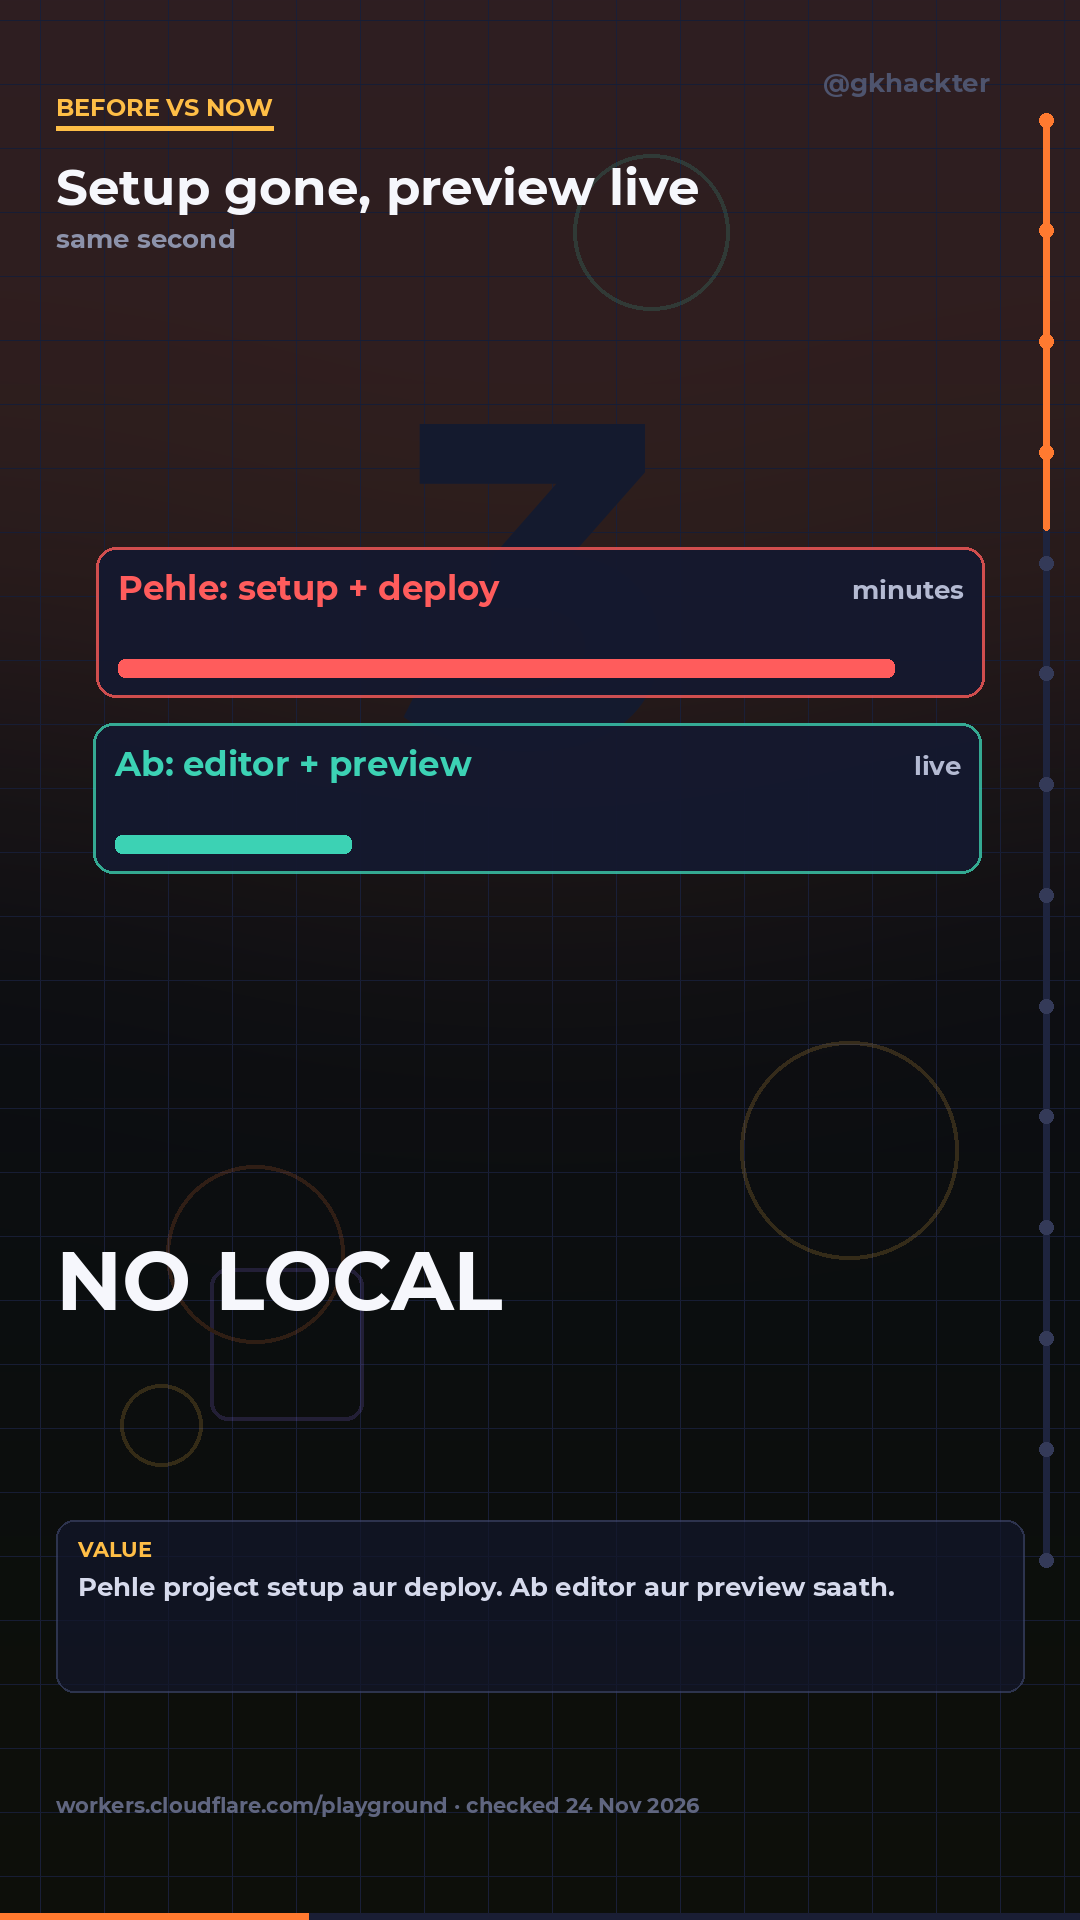 @gkhackter
BEFORE VS NOW
Setup gone, preview live
same second
Pehle: setup + deploy
minutes
Ab: editor + preview
live
NO LOCAL
VALUE
Pehle project setup aur deploy. Ab editor aur preview saath.
workers.cloudflare.com/playground · checked 24 Nov 2026